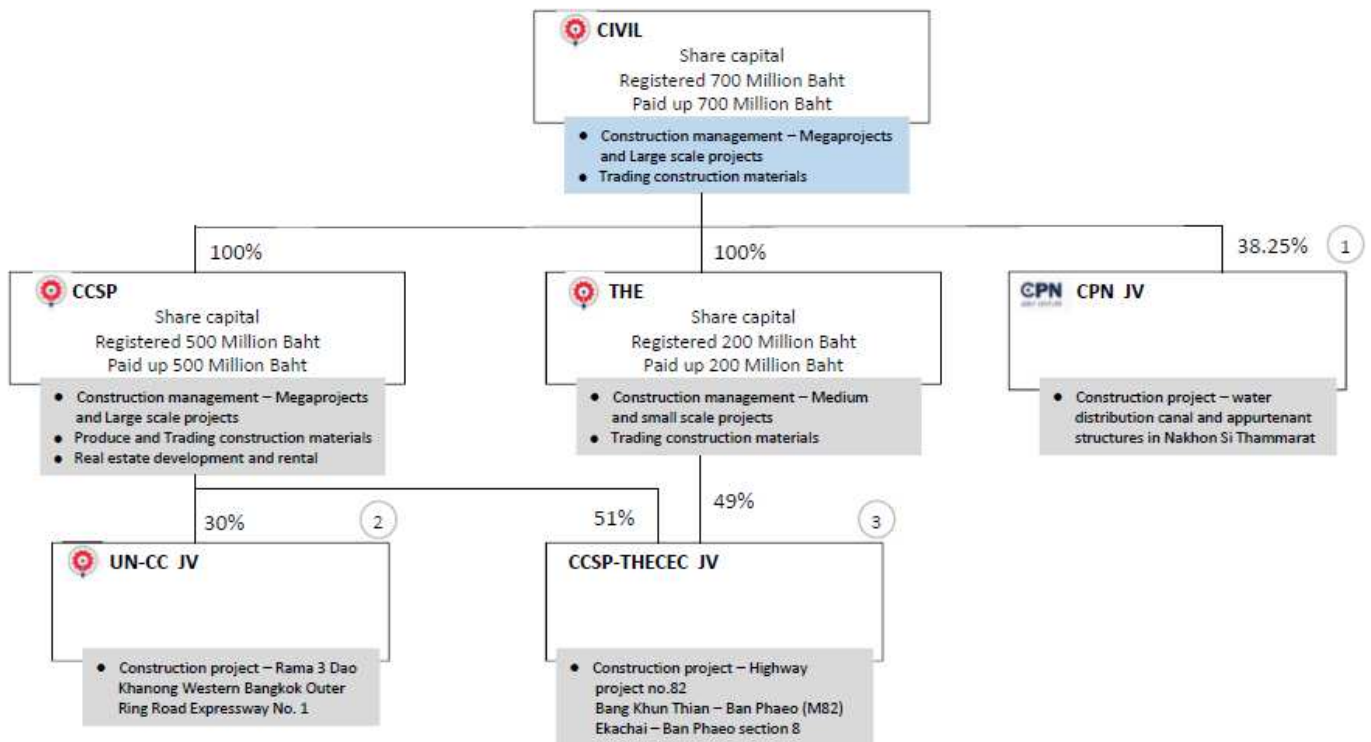 CIVIL
Share capital
Registered 700 Million Baht
Paid up 700 Million Baht
● Construction management – Megaprojects
and Large scale projects
● Trading construction materials
100%
100%
38.25%
1
CCSP
Share capital
Registered 500 Million Baht
Paid up 500 Million Baht
● Construction management – Megaprojects
and Large scale projects
● Produce and Trading construction materials
● Real estate development and rental
THE
Share capital
Registered 200 Million Baht
Paid up 200 Million Baht
● Construction management – Medium
and small scale projects
● Trading construction materials
CPN
CPN JV
● Construction project – water
distribution canal and appurtenant
structures in Nakhon Si Thammarat
30%
2
51%
49%
3
UN-CC JV
● Construction project – Rama 3 Dao
Khanong Western Bangkok Outer
Ring Road Expressway No. 1
CCSP-THECEC JV
● Construction project – Highway
project no.82
Bang Khun Thian – Ban Phaeo (M82)
Ekachai – Ban Phaeo section 8